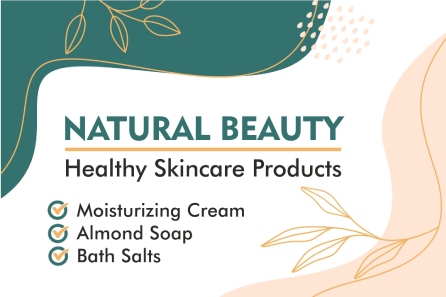 NATURAL BEAUTY
Healthy Skincare Products
Moisturizing Cream
Almond Soap
Bath Salts